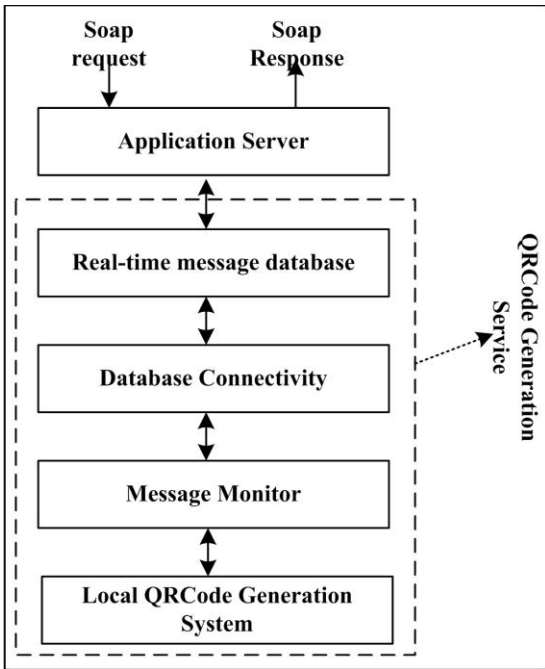 Soap
request
Soap
Response
Application Server
Real-time message database
Database Connectivity
Message Monitor
Local QRCode Generation
System
QRCode Generation
Service